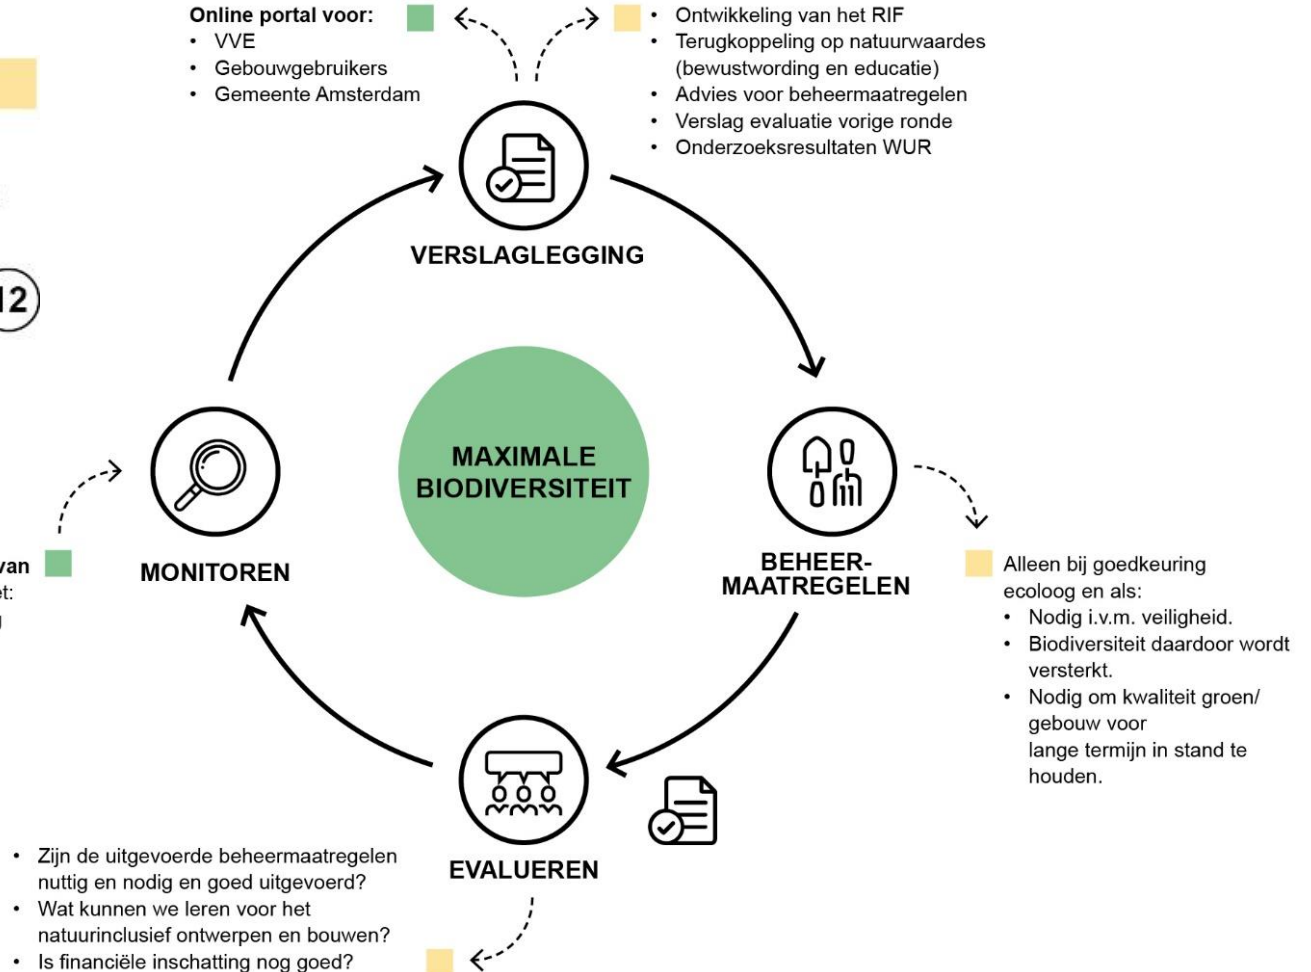 Online portal voor:
• VVE
• Gebouwgebruikers
• Gemeente Amsterdam
• Ontwikkeling van het RIF
• Terugkoppeling op natuurwaardes
(bewustwording en educatie)
• Advies voor beheermaatregelen
• Verslag evaluatie vorige ronde
• Onderzoeksresultaten WUR
VERSLAGLEGGING
12
MAXIMALE
BIODIVERSITEIT
MONITOREN
van
BEHEER-
MAATREGELEN
Alleen bij goedkeuring
ecoloog en als:
• Nodig i.v.m. veiligheid.
• Biodiversiteit daardoor wordt
versterkt.
• Nodig om kwaliteit groen/
gebouw voor
lange termijn in stand te
houden.
EVALUEREN
• Zijn de uitgevoerde beheermaatregelen
nuttig en nodig en goed uitgevoerd?
• Wat kunnen we leren voor het
natuurinclusief ontwerpen en bouwen?
• Is financiële inschatting nog goed?